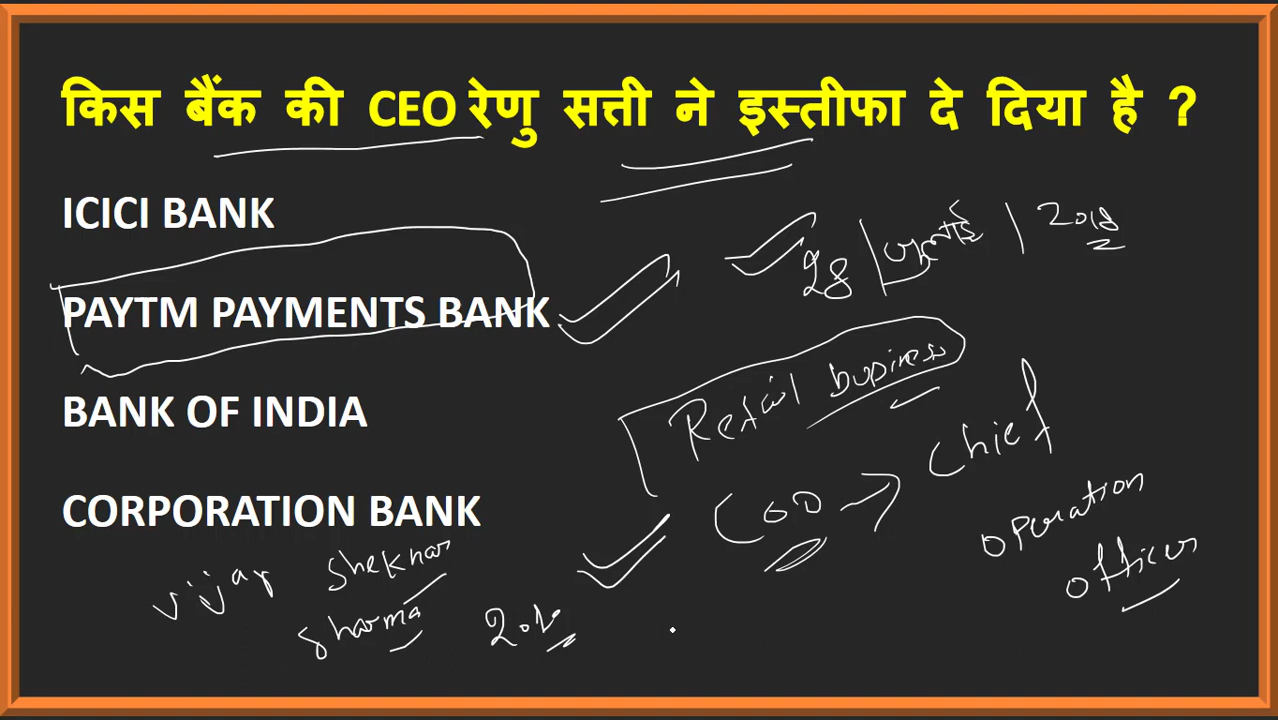 किस बैंक की CEO रेणु सत्ती ने इस्तीफा दे दिया है ?
ICICI BANK
28 | | 2018
PAYTM PAYMENTS BANK
Retail business
BANK OF INDIA
COO → Chief
operation
officer
CORPORATION BANK
vijay shekhar
sharma